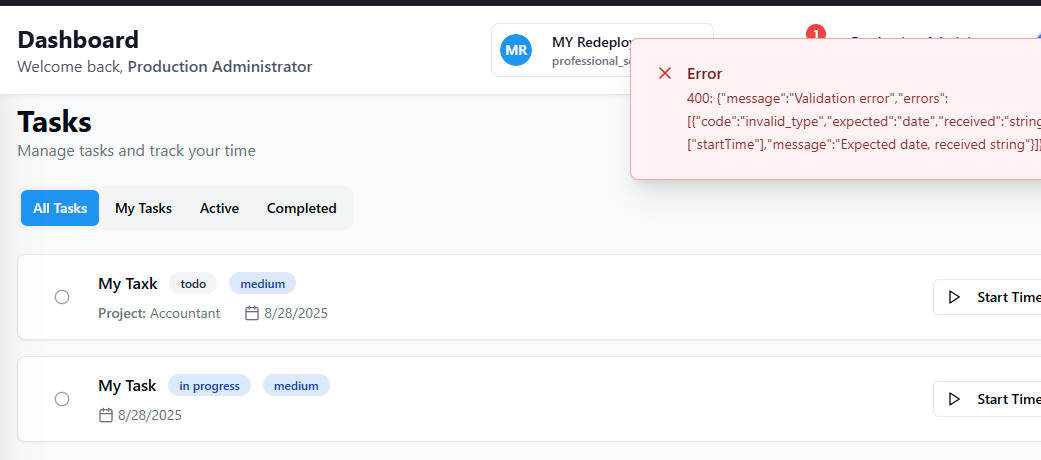 Dashboard
Welcome back, Production Administrator
MR
MY Redeploy
professional_se
1
Error
400: {"message":"Validation error","errors":
[{"code":"invalid_type","expected":"date","received":"string
["startTime"],"message":"Expected date, received string"}]}
Tasks
Manage tasks and track your time
All Tasks
My Tasks
Active
Completed
My Taxk
todo
medium
Project: Accountant
8/28/2025
Start Time
My Task
in progress
medium
8/28/2025
Start Time